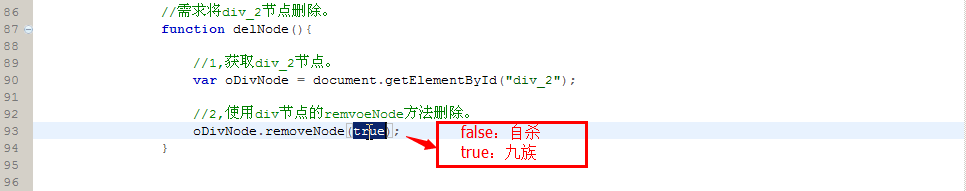 86 //需求将div_2节点删除。
87 function delNode(){
88
89 //1,获取div_2节点。
90 var oDivNode = document.getElementById("div_2");
91
92 //2,使用div节点的remvoeNode方法删除。
93 oDivNode.removeNode(true);
false：自杀
true：九族
94 }
95
96